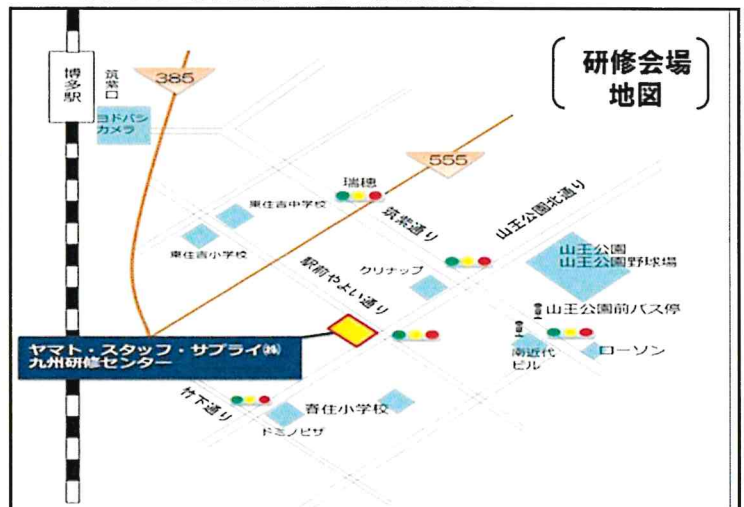 研修会場
地図
博多駅
筑紫口
385
ヨドバシ
カメラ
555
瑞穂
東住吉中学校
東住吉小学校
筑紫通り
山王公園北通り
駅前やよい通り
クリナップ
山王公園
山王公園野球場
山王公園前バス停
南近代
ビル
ローソン
ヤマト・スタッフ・サプライ㈱
九州研修センター
竹下通り
春住小学校
ドミノピザ